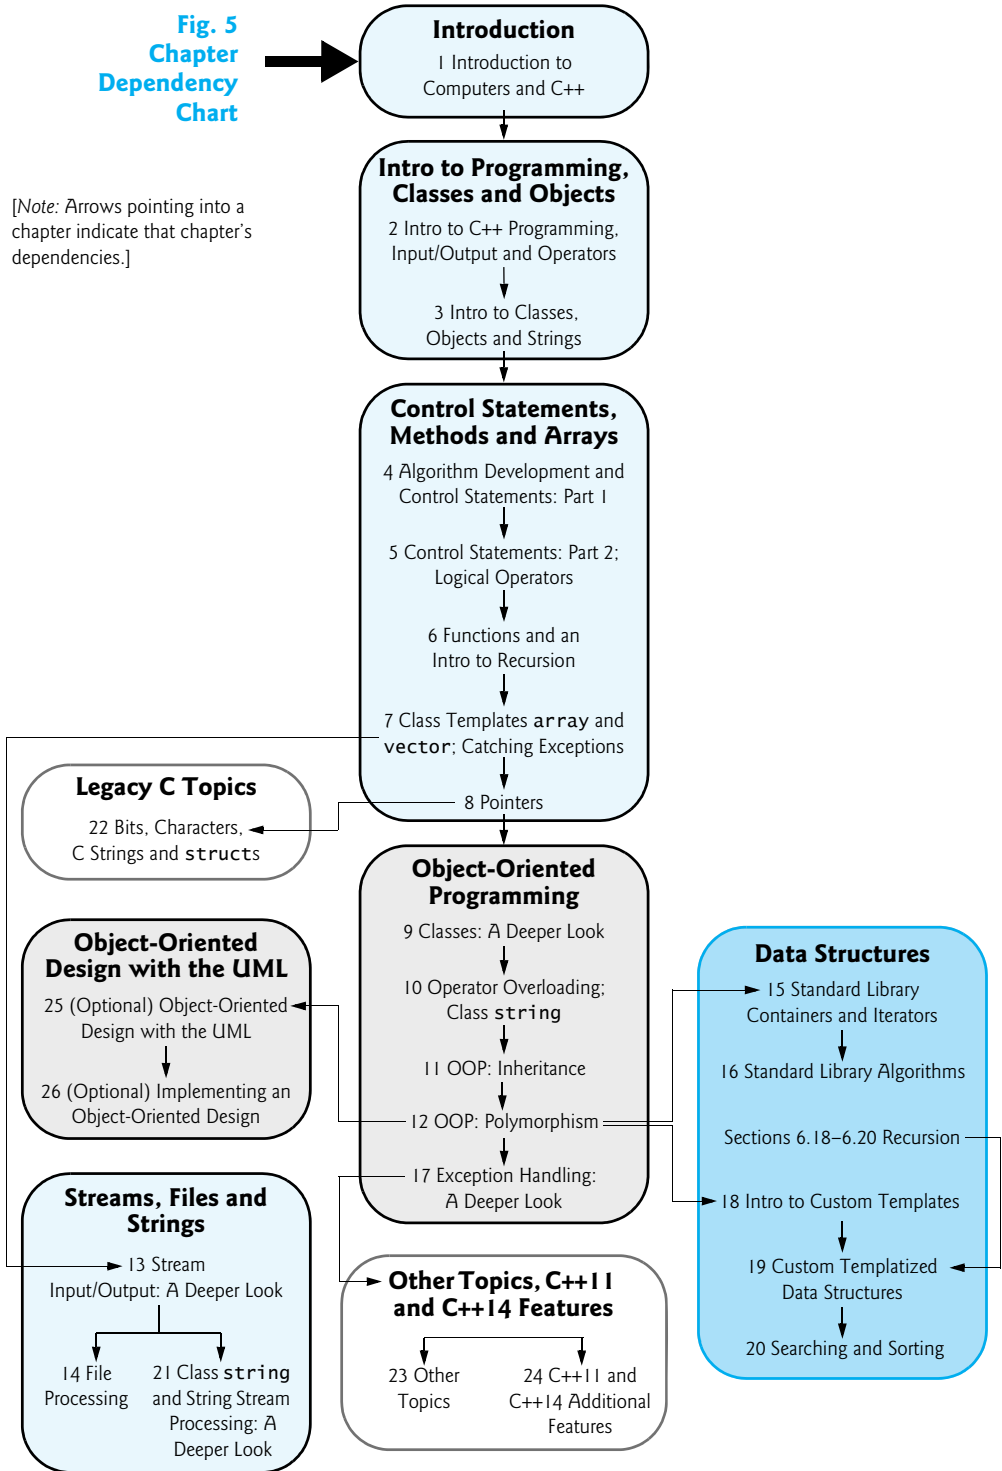 Fig. 5
Chapter
Dependency
Chart
[Note: Arrows pointing into a
chapter indicate that chapter's
dependencies.]
Introduction
1 Introduction to
Computers and C++
Intro to Programming,
Classes and Objects
2 Intro to C++ Programming,
Input/Output and Operators
3 Intro to Classes,
Objects and Strings
Control Statements,
Methods and Arrays
4 Algorithm Development and
Control Statements: Part 1
5 Control Statements: Part 2;
Logical Operators
6 Functions and an
Intro to Recursion
7 Class Templates array and
vector; Catching Exceptions
8 Pointers
Legacy C Topics
22 Bits, Characters,
C Strings and structs
Object-Oriented
Programming
9 Classes: A Deeper Look
10 Operator Overloading;
Class string
11 OOP: Inheritance
12 OOP: Polymorphism
17 Exception Handling:
A Deeper Look
Object-Oriented
Design with the UML
25 (Optional) Object-Oriented
Design with the UML
26 (Optional) Implementing an
Object-Oriented Design
Data Structures
15 Standard Library
Containers and Iterators
16 Standard Library Algorithms
Sections 6.18–6.20 Recursion
18 Intro to Custom Templates
19 Custom Templatized
Data Structures
20 Searching and Sorting
Streams, Files and
Strings
13 Stream
Input/Output: A Deeper Look
14 File
Processing
21 Class string
and String Stream
Processing: A
Deeper Look
Other Topics, C++11
and C++14 Features
23 Other
Topics
24 C++11 and
C++14 Additional
Features